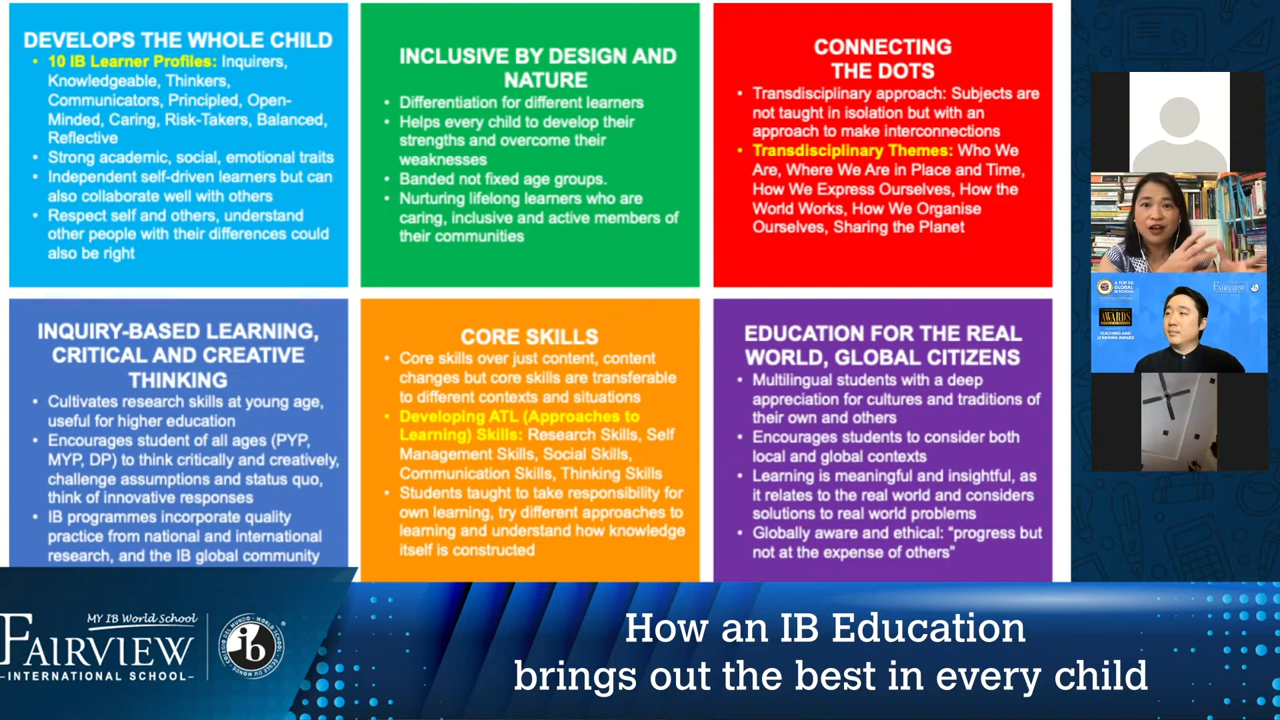 DEVELOPS THE WHOLE CHILD
• 10 IB Learner Profiles: Inquirers,
Knowledgeable, Thinkers,
Communicators, Principled, Open-
Minded, Caring, Risk-Takers, Balanced,
Reflective
• Strong academic, social, emotional traits
• Independent self-driven learners but can
also collaborate well with others
• Respect self and others, understand
other people with their differences could
also be right
INCLUSIVE BY DESIGN AND
NATURE
• Differentiation for different learners
• Helps every child to develop their
strengths and overcome their
weaknesses
• Banded not fixed age groups.
• Nurturing lifelong learners who are
caring, inclusive and active members of
their communities
CONNECTING
THE DOTS
• Transdisciplinary approach: Subjects are
not taught in isolation but with an
approach to make interconnections
• Transdisciplinary Themes: Who We
Are, Where We Are in Place and Time,
How We Express Ourselves, How the
World Works, How We Organise
Ourselves, Sharing the Planet
INQUIRY-BASED LEARNING,
CRITICAL AND CREATIVE
THINKING
• Cultivates research skills at young age,
useful for higher education
• Encourages student of all ages (PYP,
MYP, DP) to think critically and creatively,
challenge assumptions and status quo,
think of innovative responses
• IB programmes incorporate quality
practice from national and international
research, and the IB global community
CORE SKILLS
• Core skills over just content, content
changes but core skills are transferable
to different contexts and situations
• Developing ATL (Approaches to
Learning) Skills: Research Skills, Self
Management Skills, Social Skills,
Communication Skills, Thinking Skills
• Students taught to take responsibility for
own learning, try different approaches to
learning and understand how knowledge
itself is constructed
EDUCATION FOR THE REAL
WORLD, GLOBAL CITIZENS
• Multilingual students with a deep
appreciation for cultures and traditions of
their own and others
• Encourages students to consider both
local and global contexts
• Learning is meaningful and insightful, as
it relates to the real world and considers
solutions to real world problems
• Globally aware and ethical: “progress but
not at the expense of others”
A TOP 50
GLOBAL
IB SCHOOL
FAIRVIEW
AWARDS
TEACHING AND
LEARNING AWARD
MY IB World School
FAIRVIEW
INTERNATIONAL SCHOOL
ib
How an IB Education
brings out the best in every child